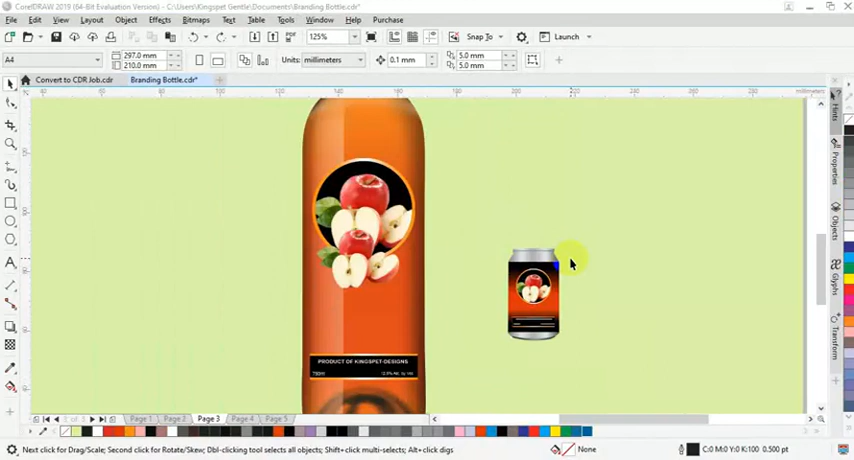 CorelDRAW 2019 (64-Bit Evaluation Version) - C:\Users\Kingspet Gentle\Documents\Branding Bottle.cdr*
File Edit View Layout Object Effects Bitmaps Text Table Tools Window Help Purchase
125% Snap To Launch
A4 297.0 mm 210.0 mm Units: millimeters 0.1 mm 5.0 mm 5.0 mm
Convert to CDR Job.cdr Branding Bottle.cdr*
millimeters
Hints
Properties
Objects
Glyphs
Transform
PRODUCT OF KINGSPET-DESIGNS
Page 1 Page 2 Page 3 Page 4 Page 5
Next click for Drag/Scale; Second click for Rotate/Skew; Dbl-clicking tool selects all objects; Shift+click multi-selects; Alt+click digs
None
C:0 M:0 Y:0 K:100 0.500 pt